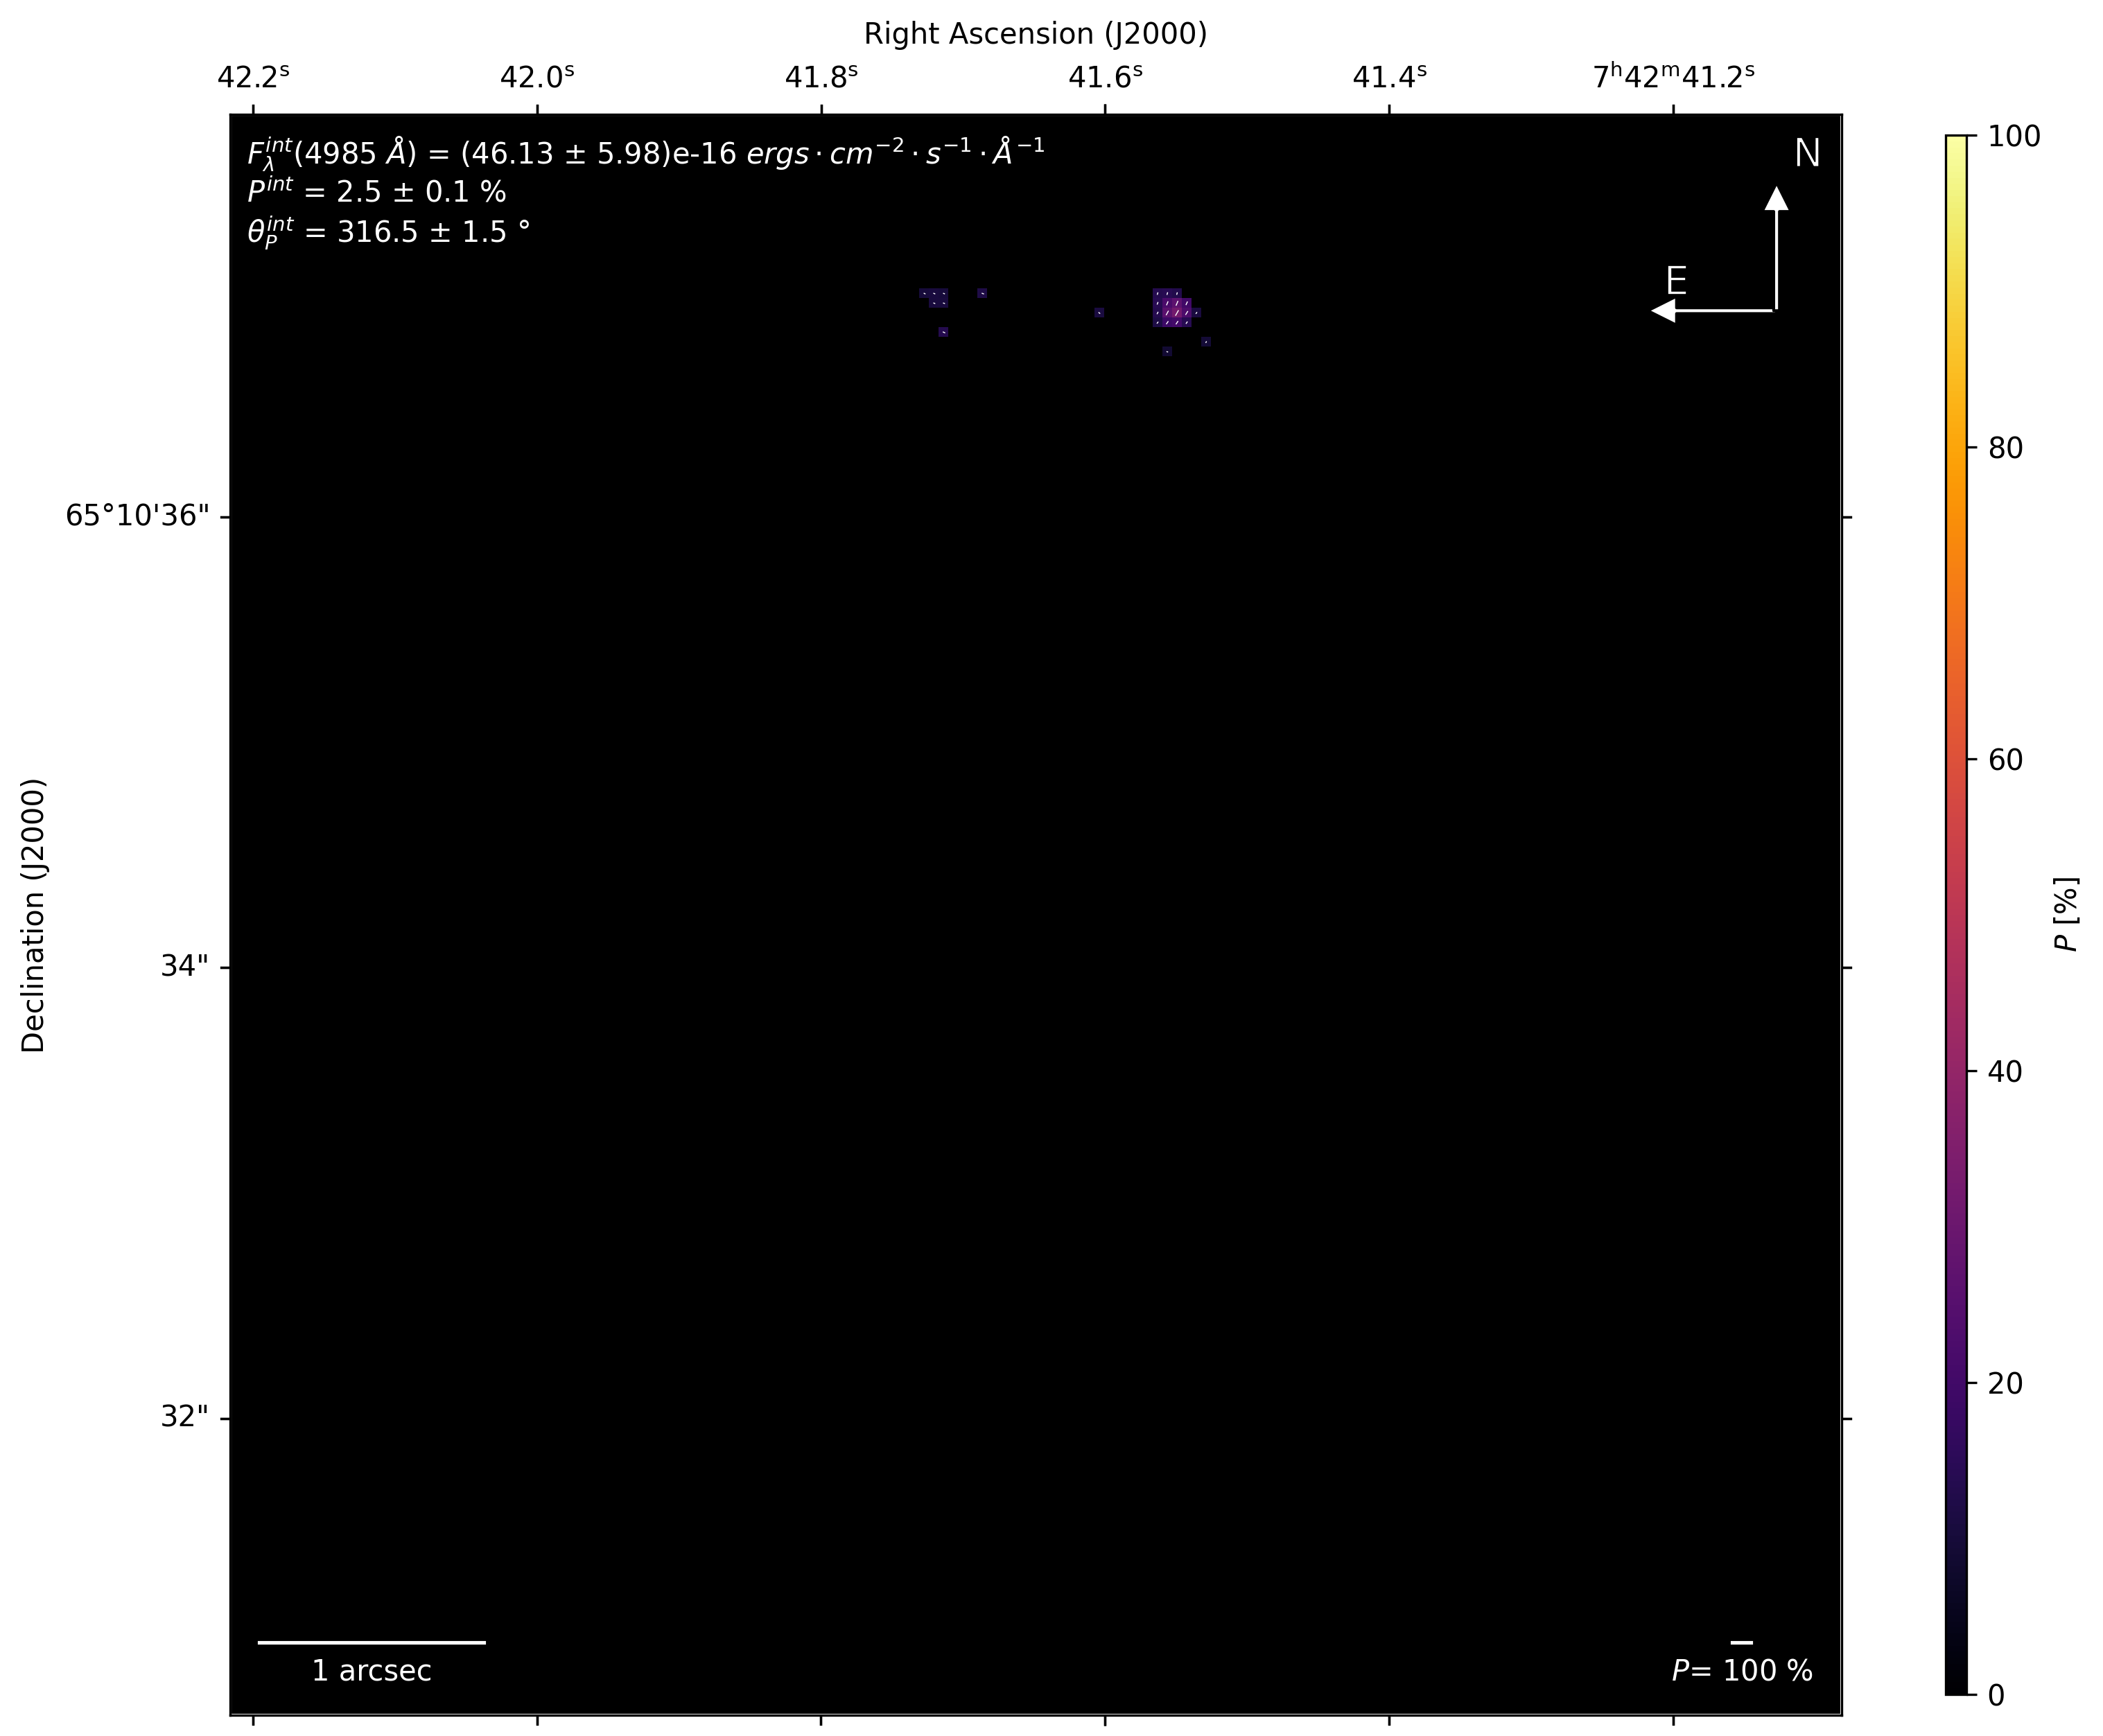 Right Ascension (J2000)
42.2ˢ 42.0ˢ 41.8ˢ 41.6ˢ 41.4ˢ 7ʰ42ᵐ41.2ˢ
F_λ^{int}(4985 Å) = (46.13 ± 5.98)e-16 ergs · cm⁻² · s⁻¹ · Å⁻¹
P^{int} = 2.5 ± 0.1 %
θ_P^{int} = 316.5 ± 1.5 °
N
E
65°10'36"
34"
32"
Declination (J2000)
1 arcsec
P= 100 %
100
80
60
40
20
0
P [%]